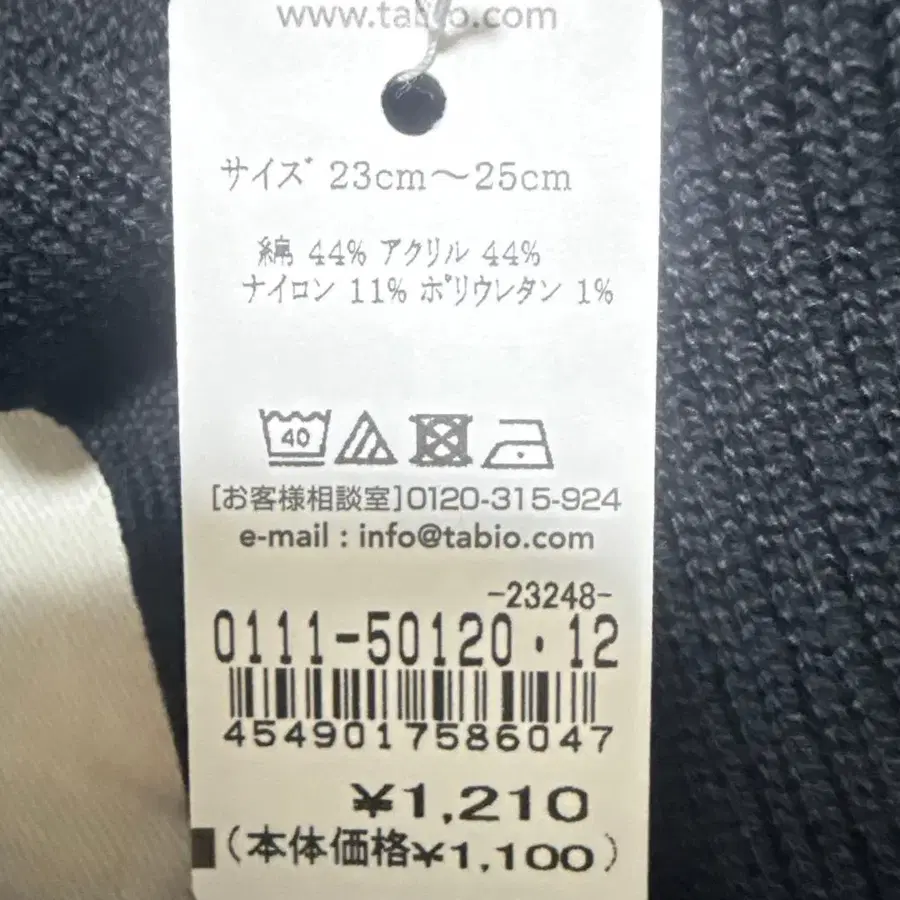 www.tabio.com
サイズ 23cm～25cm
綿 44% アクリル 44%
ナイロン 11% ポリウレタン 1%
40
[お客様相談室]0120-315-924
e-mail : info@tabio.com
-23248-
0111-50120・12
4549017586047
¥1,210
(本体価格¥1,100)